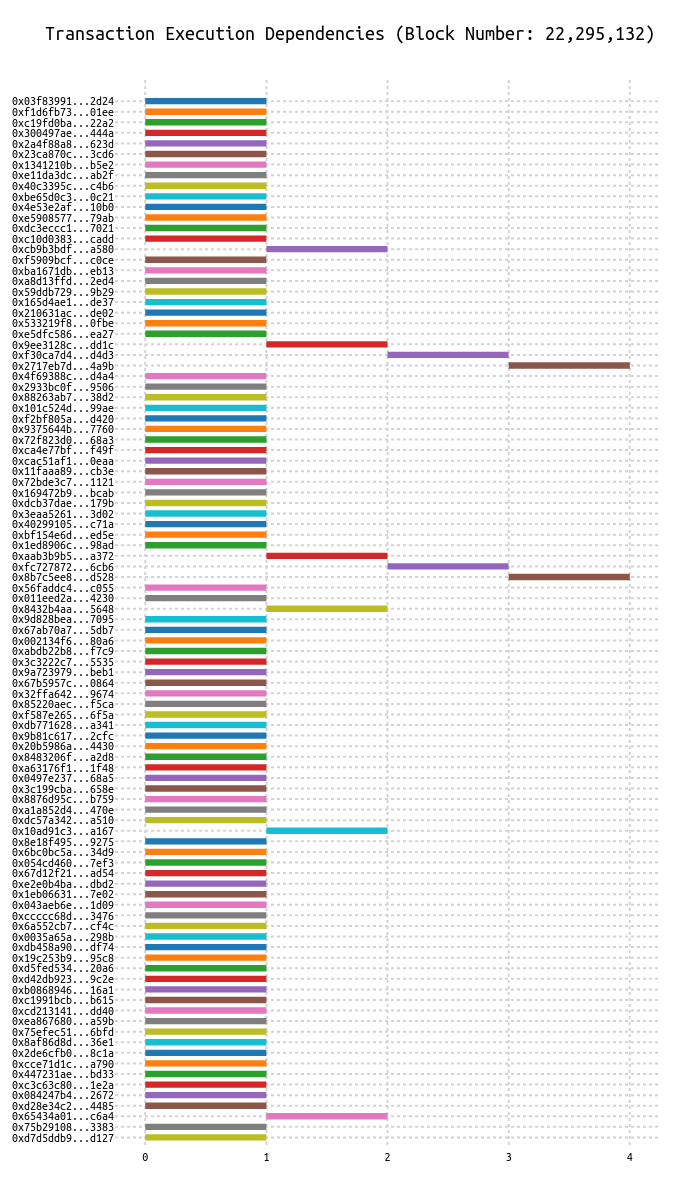 Transaction Execution Dependencies (Block Number: 22,295,132)
0x03f83991...2d24
0xf1d6fb73...01ee
0xc19fd0ba...22a2
0x300497ae...444a
0x2a4f88a8...623d
0x23ca870c...3cd6
0x1341210b...b5e2
0xe11da3dc...ab2f
0x40c3395c...c4b6
0xbe65d0c3...0c21
0x4e53e2af...10b0
0xe5908577...79ab
0xdc3eccc1...7021
0xc10d0383...cadd
0xcb9b3bdf...a580
0xf5909bcf...c0ce
0xba1671db...eb13
0xa8d13ffd...2ed4
0x59ddb729...9b29
0x165d4ae1...de37
0x210631ac...de02
0x533219f8...0fbe
0xe5dfc586...ea27
0x9ee3128c...dd1c
0xf30ca7d4...d4d3
0x2717eb7d...4a9b
0x4f69388c...d4a4
0x2933bc0f...9506
0x88263ab7...38d2
0x101c524d...99ae
0xf2bf805a...d420
0x9375644b...7760
0x72f823d0...68a3
0xca4e77bf...f49f
0xcac51af1...0eaa
0x11faaa89...cb3e
0x72bde3c7...1121
0x169472b9...bcab
0xdcb37dae...179b
0x3eaa5261...3d02
0x40299105...c71a
0xbf154e6d...ed5e
0x1ed8906c...98ad
0xaab3b9b5...a372
0xfc727872...6cb6
0x8b7c5ee8...d528
0x56faddc4...c055
0x011eed2a...4230
0x8432b4aa...5648
0x9d828bea...7095
0x67ab70a7...5db7
0x002134f6...80a6
0xabdb22b8...f7c9
0x3c3222c7...5535
0x9a723979...beb1
0x67b5957c...0864
0x32ffa642...9674
0x85220aec...f5ca
0xf587e265...6f5a
0xdb771628...a341
0x9b81c617...2cfc
0x20b5986a...4430
0x8483206f...a2d8
0xa63176f1...1f48
0x0497e237...68a5
0x3c199cba...658e
0x8876d95c...b759
0xa1a852d4...470e
0xdc57a342...a510
0x10ad91c3...a167
0x8e18f495...9275
0x6bc0bc5a...34d9
0x054cd460...7ef3
0x67d12f21...ad54
0xe2e0b4ba...dbd2
0x1eb06631...7e02
0x043aeb6e...1d09
0xccccc68d...3476
0x6a552cb7...cf4c
0x0035a65a...298b
0xdb458a90...df74
0x19c253b9...95c8
0xd5fed534...20a6
0xd42db923...9c2e
0xb0868946...16a1
0xc1991bcb...b615
0xcd213141...dd40
0xea867680...a59b
0x75efec51...6bfd
0x8af86d8d...36e1
0x2de6cfb0...8c1a
0xcce71d1c...a790
0x447231ae...bd33
0xc3c63c80...1e2a
0x084247b4...2672
0xd28e34c2...4485
0x65434a01...c6a4
0x75b29108...3383
0xd7d5ddb9...d127
0 1 2 3 4